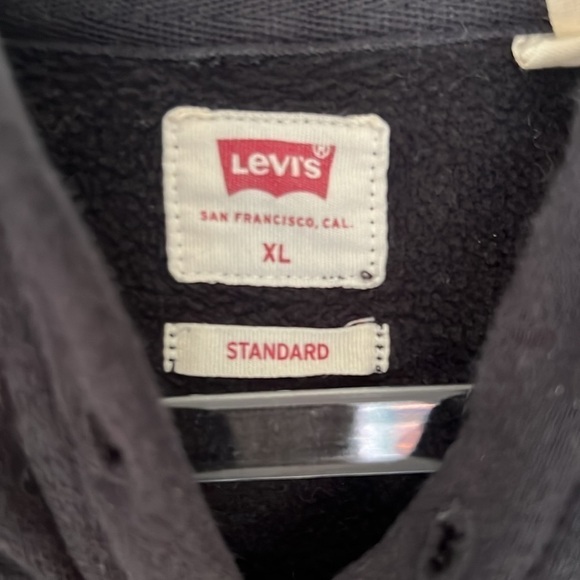 Levi's®
SAN FRANCISCO, CAL.
XL
STANDARD